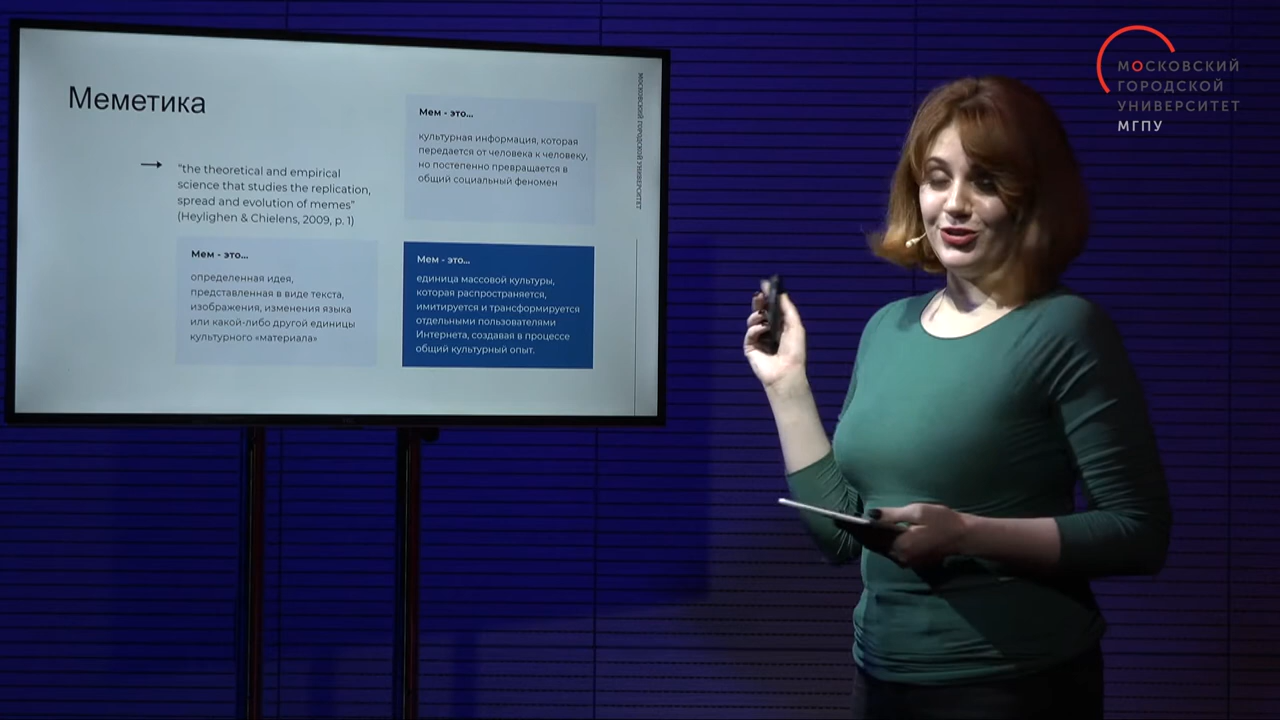 Меметика
"the theoretical and empirical
science that studies the replication,
spread and evolution of memes"
(Heylighen & Chielens, 2009, p. 1)
Мем - это...
культурная информация, которая
передается от человека к человеку,
но постепенно превращается в
общий социальный феномен
Мем - это...
определенная идея,
представленная в виде текста,
изображения, изменения языка
или какой-либо другой единицы
культурного «материала»
Мем - это...
единица массовой культуры,
которая распространяется,
имитируется и трансформируется
отдельными пользователями
Интернета, создавая в процессе
общий культурный опыт.
МОСКОВСКИЙ ГОРОДСКОЙ УНИВЕРСИТЕТ
МОСКОВСКИЙ
ГОРОДСКОЙ
УНИВЕРСИТЕТ
МГПУ